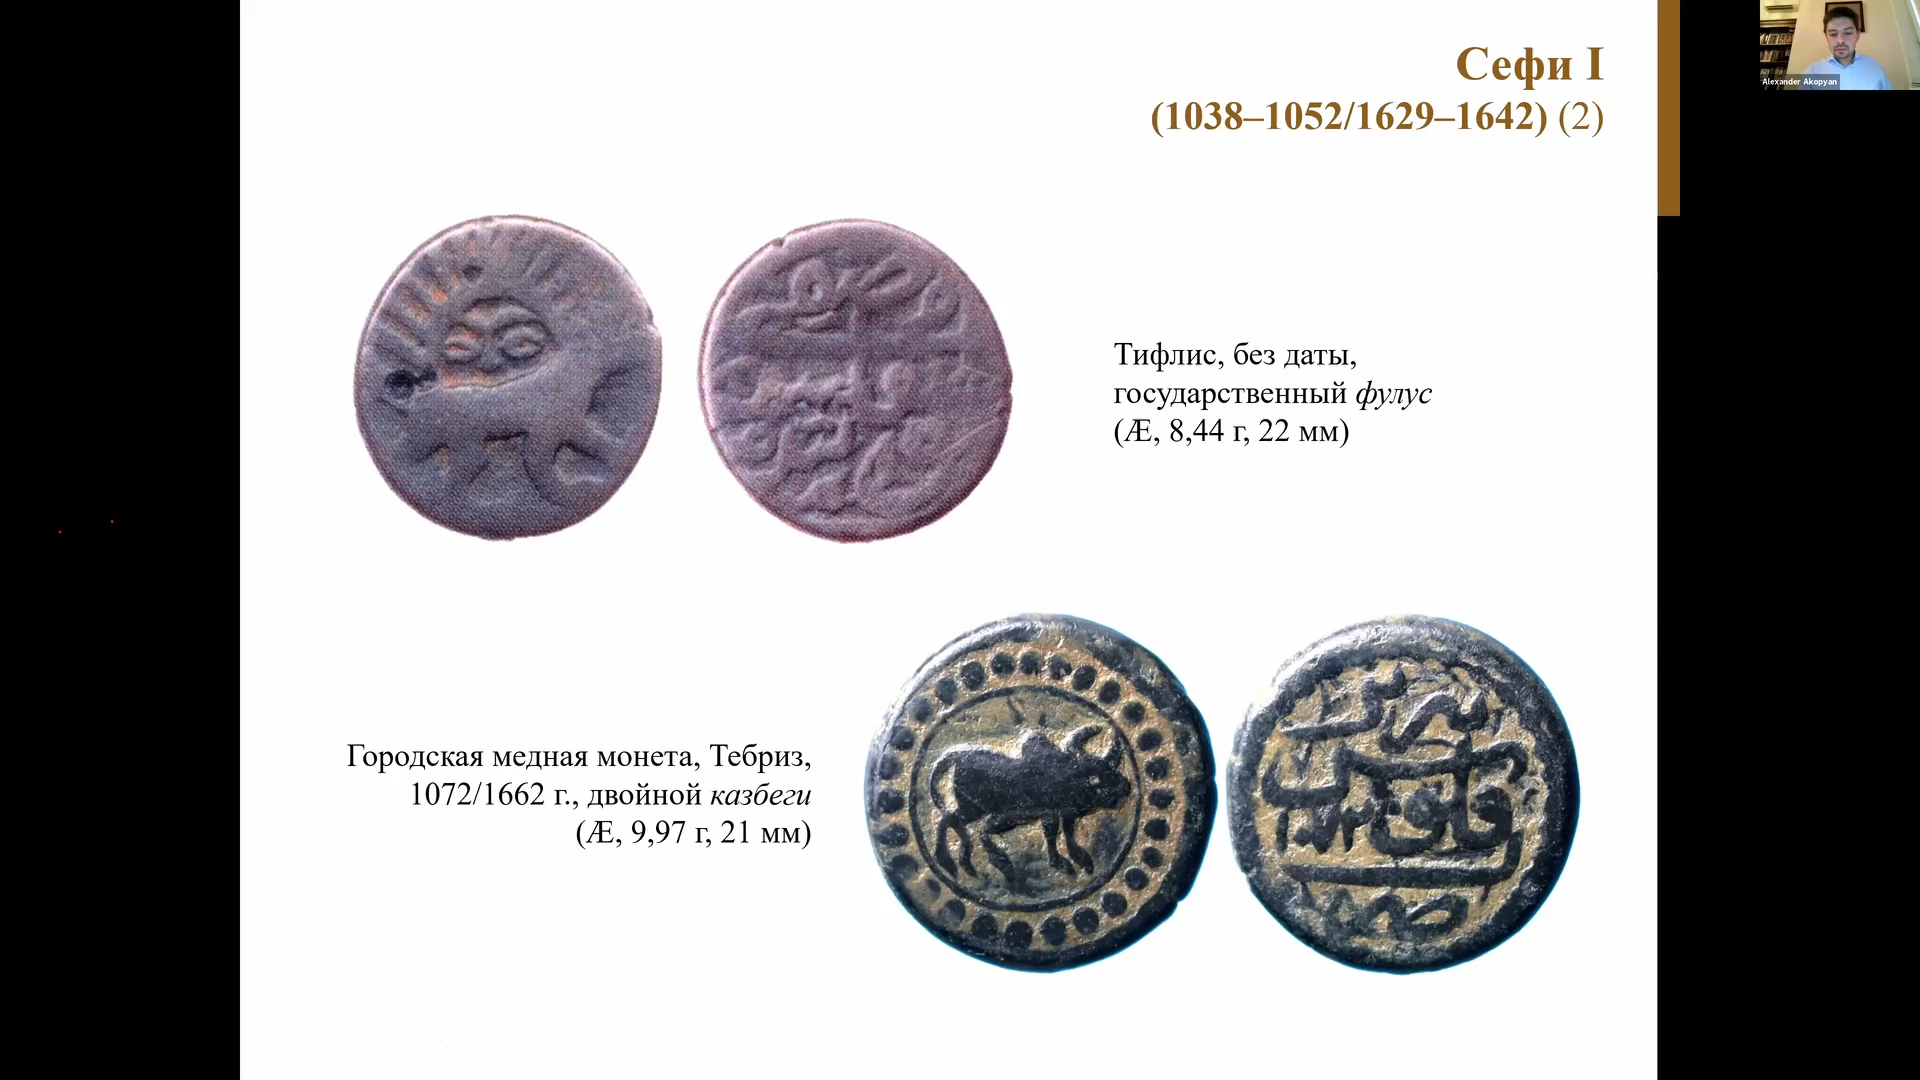 Сефи I
(1038–1052/1629–1642) (2)
Alexander Akopyan
Тифлис, без даты,
государственный фулус
(Æ, 8,44 г, 22 мм)
Городская медная монета, Тебриз,
1072/1662 г., двойной казбеги
(Æ, 9,97 г, 21 мм)